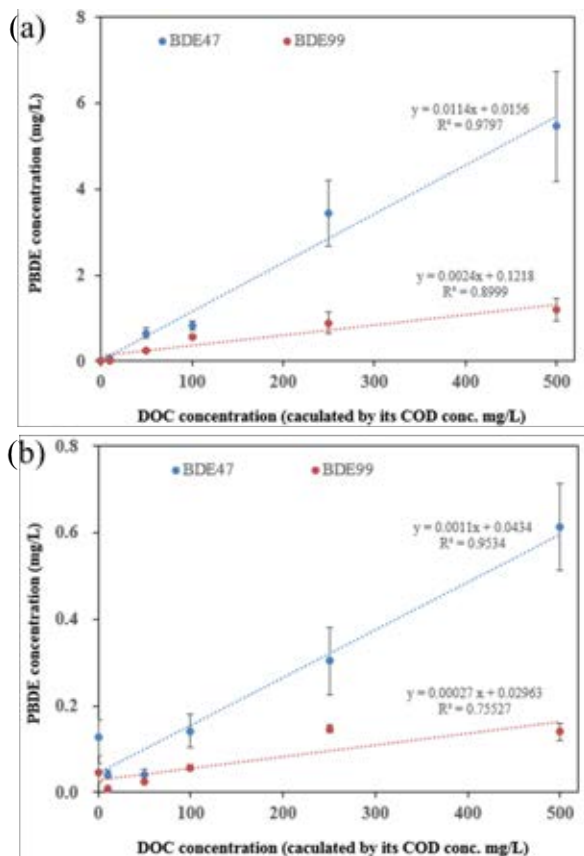 (a)
BDE47 BDE99
y = 0.0114x + 0.0156
R² = 0.9797
y = 0.0024x + 0.1218
R² = 0.8999
PBDE concentration (mg/L)
8
6
4
2
0
0 100 200 300 400 500
DOC concentration (caculated by its COD conc. mg/L)
(b)
BDE47 BDE99
y = 0.0011x + 0.0434
R² = 0.9534
y = 0.00027 x + 0.02963
R² = 0.75527
PBDE concentration (mg/L)
0.8
0.6
0.4
0.2
0.0
0 100 200 300 400 500
DOC concentration (caculated by its COD conc. mg/L)